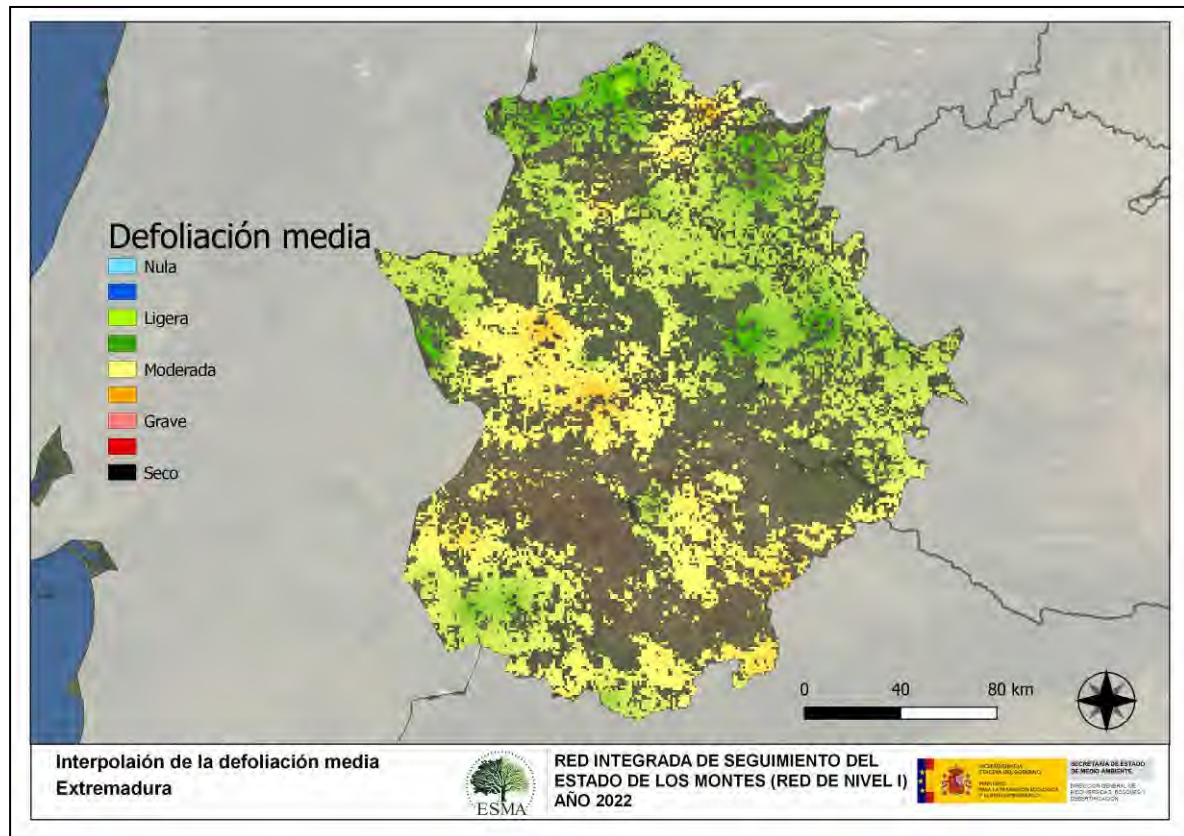 Defoliación media
Nula
Ligera
Moderada
Grave
Seco
0 40 80 km
Interpolaión de la defoliación media
Extremadura
ESMA
RED INTEGRADA DE SEGUIMIENTO DEL
ESTADO DE LOS MONTES (RED DE NIVEL I)
AÑO 2022
SECRETARÍA DE ESTADO
DE MEDIO AMBIENTE